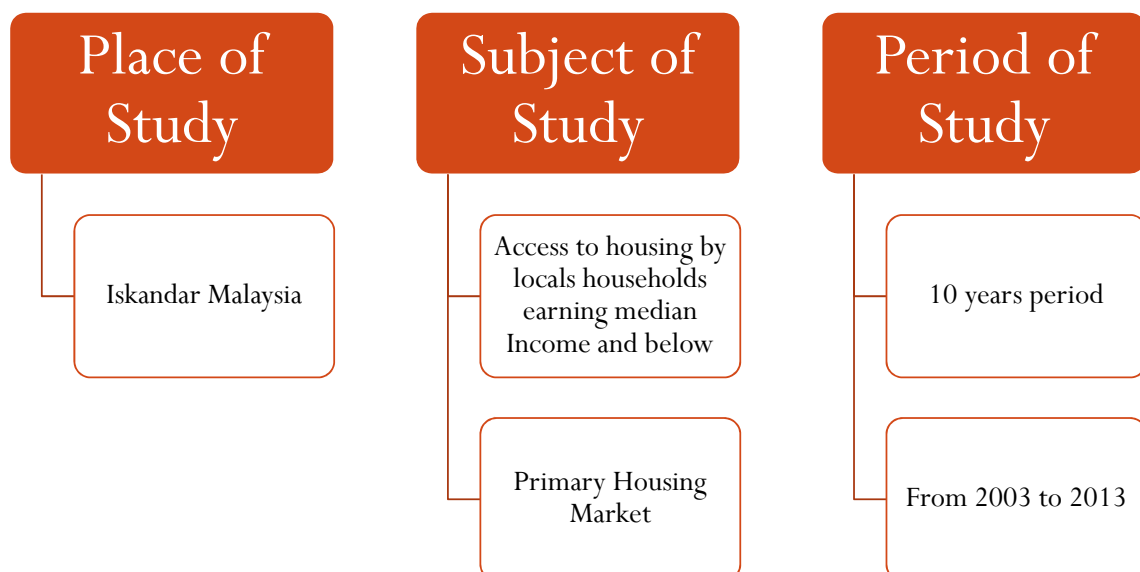 Place of
Study
Iskandar Malaysia
Subject of
Study
Access to housing by
locals households
earning median
Income and below
Primary Housing
Market
Period of
Study
10 years period
From 2003 to 2013